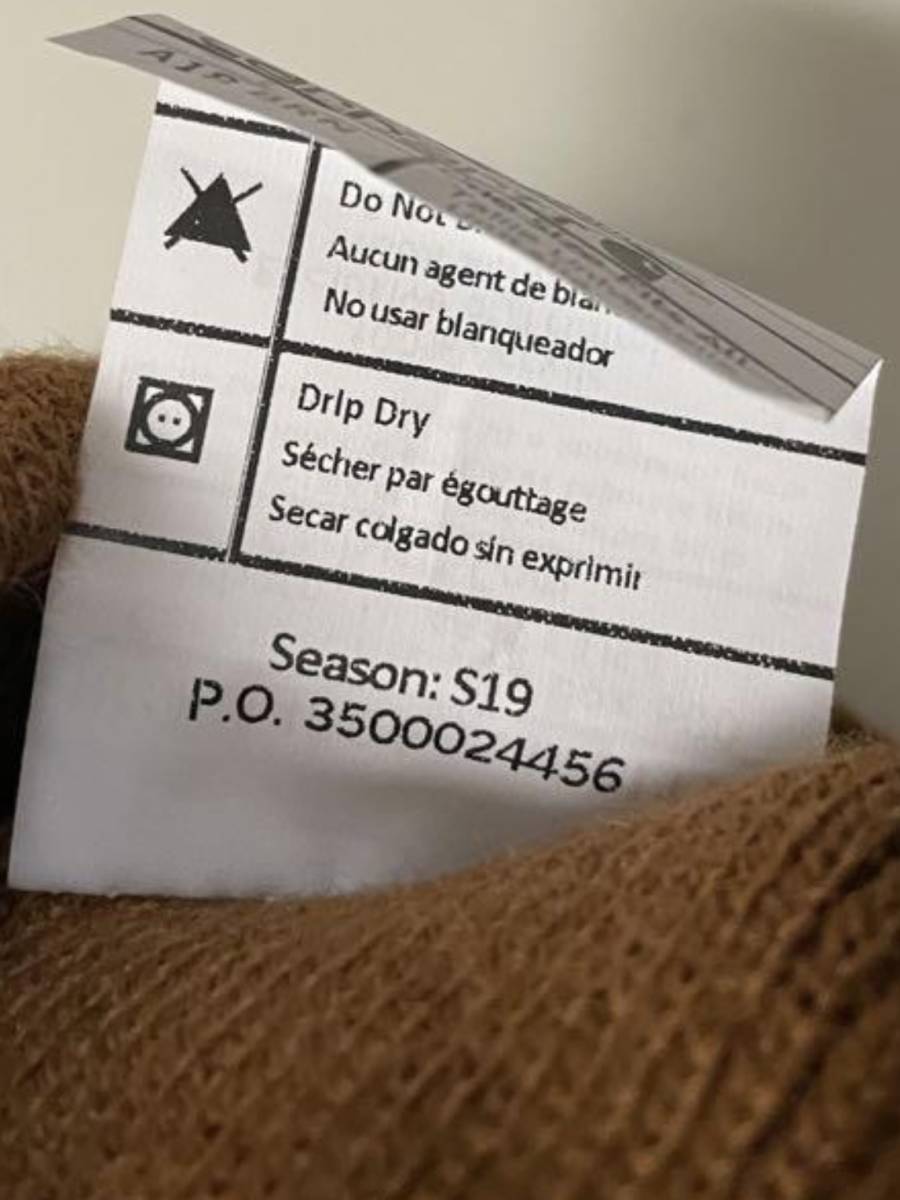 Do Not
Aucun agent de
No usar blanqueador
Drip Dry
Sécher par égouttage
Secar colgado sin exprimir
Season: S19
P.O. 3500024456